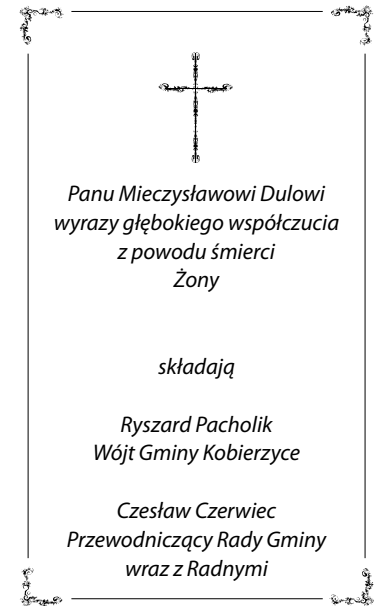 Panu Mieczysławowi Dulowi
wyrazy głębokiego współczucia
z powodu śmierci
Żony
składają
Ryszard Pacholik
Wójt Gminy Kobierzyce
Czesław Czerwiec
Przewodniczący Rady Gminy
wraz z Radnymi